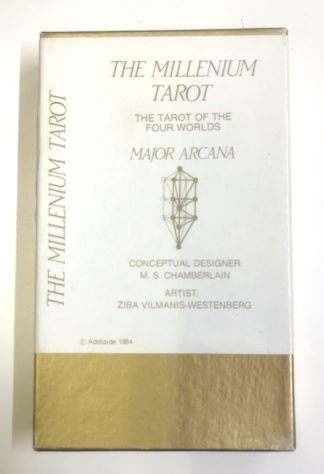 THE MILLENIUM TAROT
THE MILLENIUM
TAROT
THE TAROT OF THE
FOUR WORLDS
MAJOR ARCANA
CONCEPTUAL DESIGNER:
M. S. CHAMBERLAIN
ARTIST:
ZIBA VILMANIS-WESTENBERG
© Adelaide 1984.